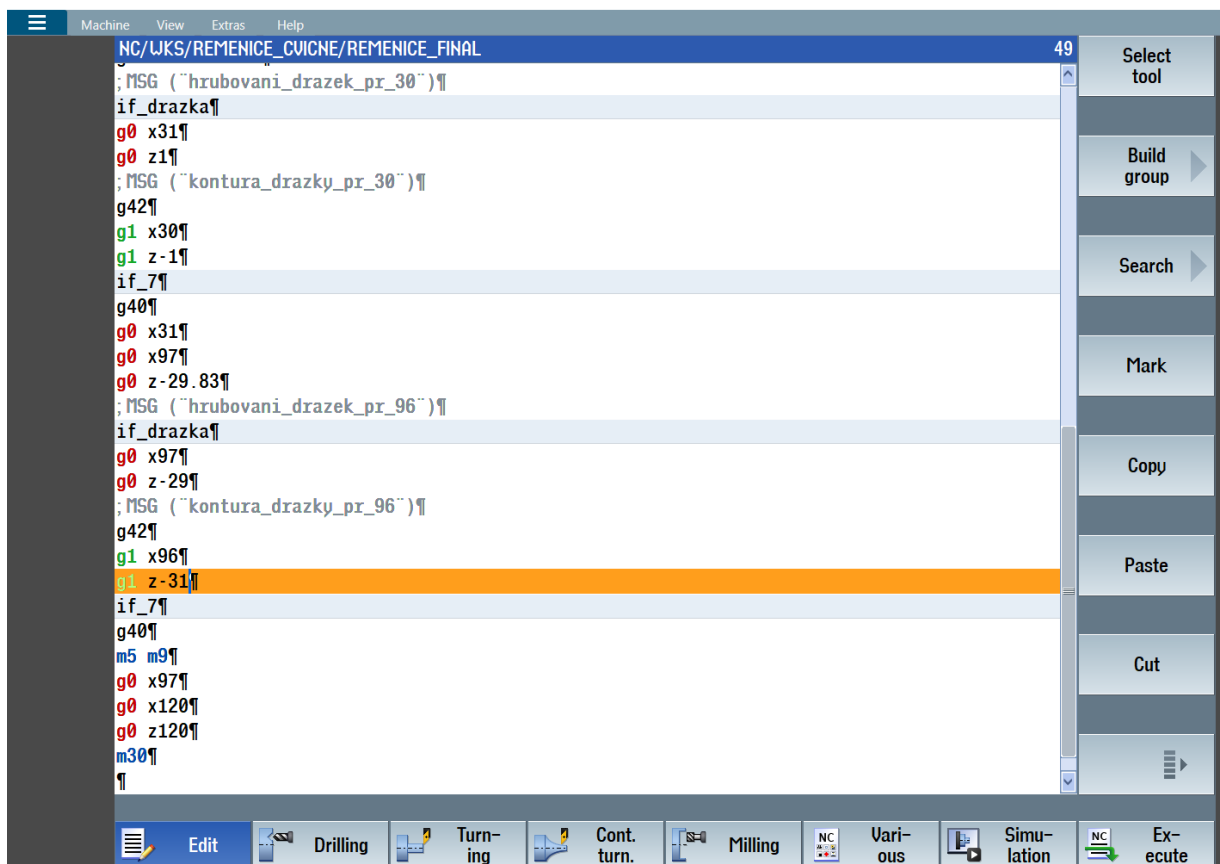 Machine View Extras Help
NC/WKS/REMENICE_CVICNE/REMENICE_FINAL 49
;MSG (¨hrubovani_drazek_pr_30¨)¶
if_drazka¶
g0 x31¶
g0 z1¶
;MSG (¨kontura_drazky_pr_30¨)¶
g42¶
g1 x30¶
g1 z-1¶
if_7¶
g40¶
g0 x31¶
g0 x97¶
g0 z-29.83¶
;MSG (¨hrubovani_drazek_pr_96¨)¶
if_drazka¶
g0 x97¶
g0 z-29¶
;MSG (¨kontura_drazky_pr_96¨)¶
g42¶
g1 x96¶
g1 z-31¶
if_7¶
g40¶
m5 m9¶
g0 x97¶
g0 x120¶
g0 z120¶
m30¶
¶
Select
tool
Build
group
Search
Mark
Copy
Paste
Cut
Edit
Drilling
Turn-
ing
Cont.
turn.
Milling
NC
Vari-
ous
Simu-
lation
NC
Ex-
ecute